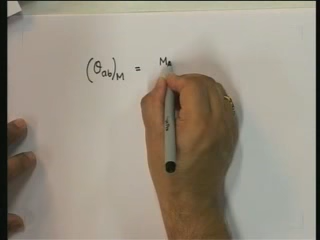 (θab)M = Ma